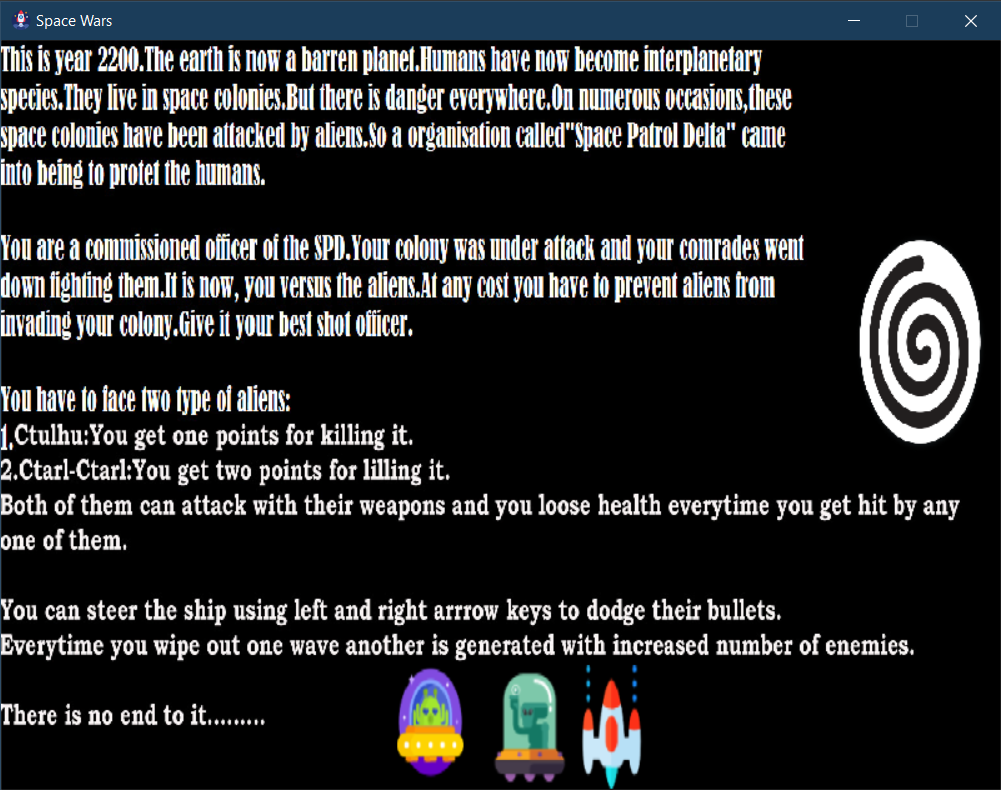 Space Wars
This is year 2200.The earth is now a barren planet.Humans have now become interplanetary
species.They live in space colonies.But there is danger everywhere.On numerous occasions,these
space colonies have been attacked by aliens.So a organisation called"Space Patrol Delta" came
into being to protet the humans.
You are a commissioned officer of the SPD.Your colony was under attack and your comrades went
down fighting them.It is now, you versus the aliens.At any cost you have to prevent aliens from
invading your colony.Give it your best shot officer.
You have to face two type of aliens:
1.Ctulhu:You get one points for killing it.
2.Ctarl-Ctarl:You get two points for lilling it.
Both of them can attack with their weapons and you loose health everytime you get hit by any
one of them.
You can steer the ship using left and right arrrow keys to dodge their bullets.
Everytime you wipe out one wave another is generated with increased number of enemies.
There is no end to it.........